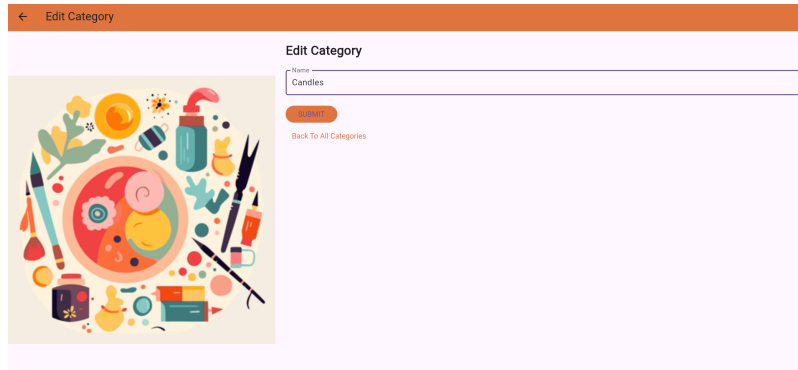 Edit Category
Edit Category
Name
Candles
SUBMIT
Back To All Categories